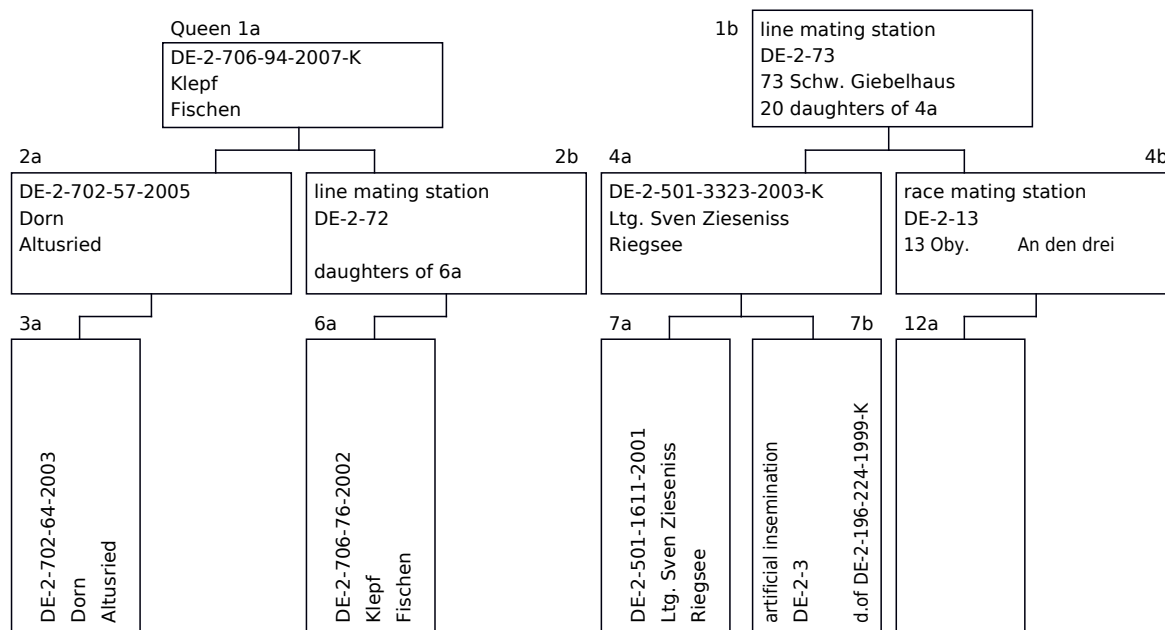 Queen 1a
DE-2-706-94-2007-K
Klepf
Fischen
1b
line mating station
DE-2-73
73 Schw. Giebelhaus
20 daughters of 4a
2a
DE-2-702-57-2005
Dorn
Altusried
2b
line mating station
DE-2-72
daughters of 6a
4a
DE-2-501-3323-2003-K
Ltg. Sven Zieseniss
Riegsee
4b
race mating station
DE-2-13
13 Oby. An den drei
3a
DE-2-702-64-2003
Dorn
Altusried
6a
DE-2-706-76-2002
Klepf
Fischen
7a
DE-2-501-1611-2001
Ltg. Sven Zieseniss
Riegsee
7b
artificial insemination
DE-2-3
d.of DE-2-196-224-1999-K
12a